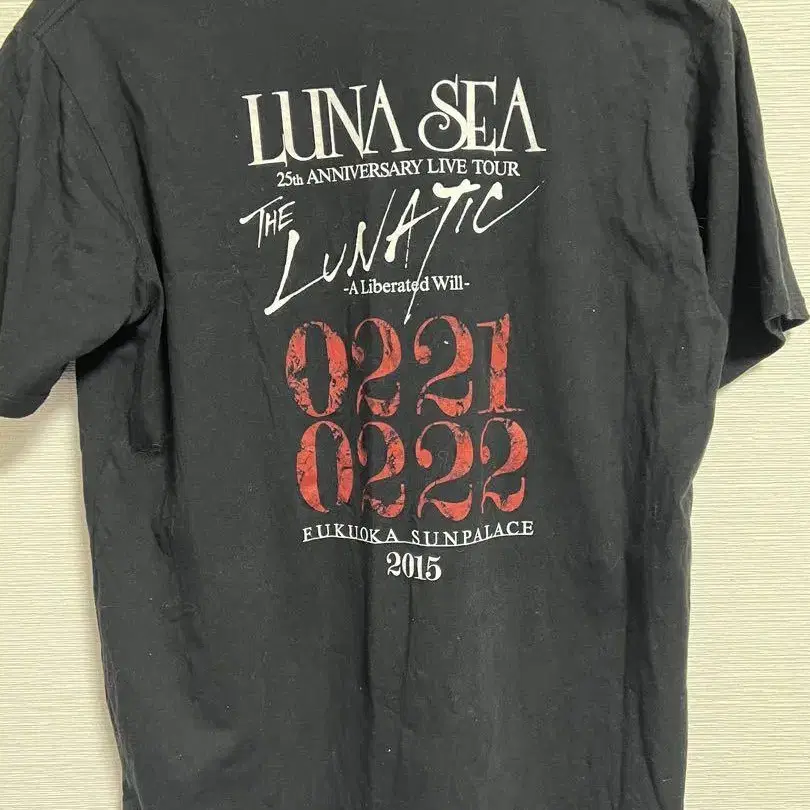 LUNA SEA
25th ANNIVERSARY LIVE TOUR
THE
LUNATIC
-A Liberated Will-
0221
0222
FUKUOKA SUNPALACE
2015